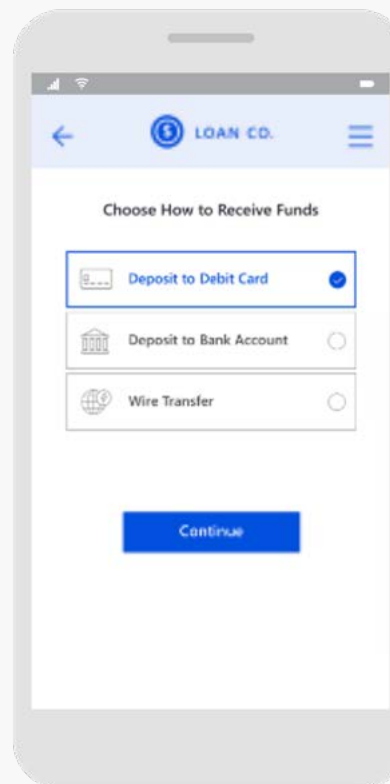 LOAN CO.
Choose How to Receive Funds
Deposit to Debit Card
Deposit to Bank Account
Wire Transfer
Continue